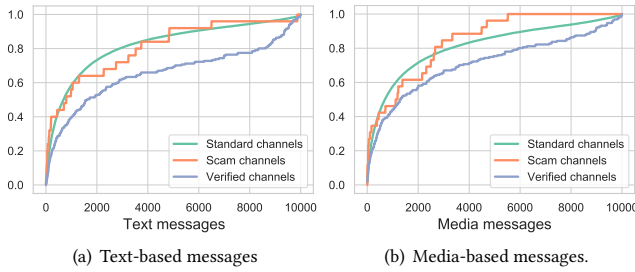 1.0
0.8
0.6
0.4
0.2
0.0
Standard channels
Scam channels
Verified channels
0 2000 4000 6000 8000 10000
Text messages
(a) Text-based messages
1.0
0.8
0.6
0.4
0.2
0.0
Standard channels
Scam channels
Verified channels
0 2000 4000 6000 8000 10000
Media messages
(b) Media-based messages.